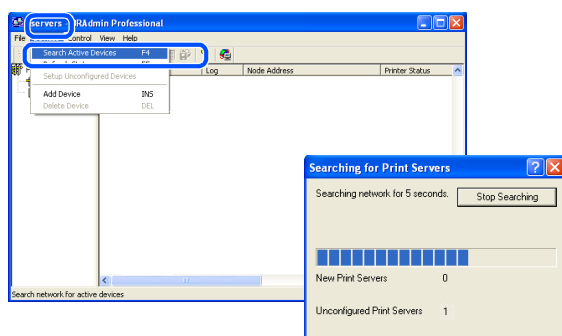 servers - BRAdmin Professional
File Control View Help
Search Active Devices F4
F5
Setup Unconfigured Devices
Add Device INS
Delete Device DEL
Log Node Address Printer Status
Search network for active devices
Searching for Print Servers
Searching network for 5 seconds.
Stop Searching
New Print Servers 0
Unconfigured Print Servers 1